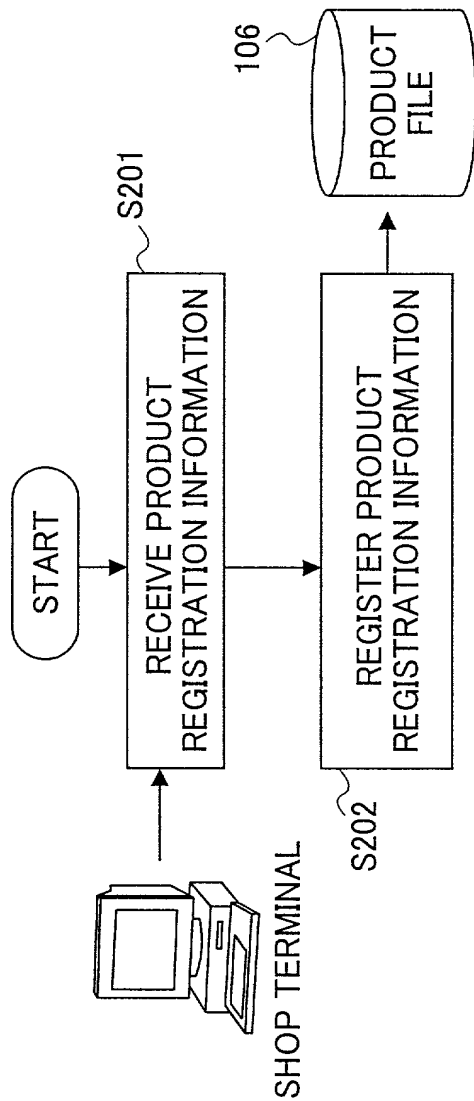 START
S201
RECEIVE PRODUCT
REGISTRATION INFORMATION
SHOP TERMINAL
S202
REGISTER PRODUCT
REGISTRATION INFORMATION
106
PRODUCT
FILE